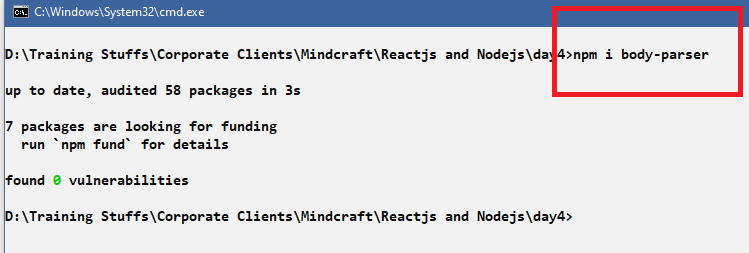 C:\Windows\System32\cmd.exe
D:\Training Stuffs\Corporate Clients\Mindcraft\Reactjs and Nodejs\day4>npm i body-parser
up to date, audited 58 packages in 3s
7 packages are looking for funding
  run `npm fund` for details
found 0 vulnerabilities
D:\Training Stuffs\Corporate Clients\Mindcraft\Reactjs and Nodejs\day4>